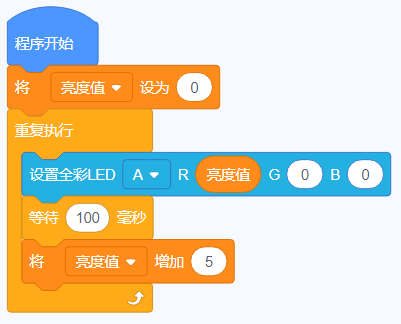 程序开始
将 亮度值 设为 0
重复执行
设置全彩LED A R 亮度值 G 0 B 0
等待 100 毫秒
将 亮度值 增加 5